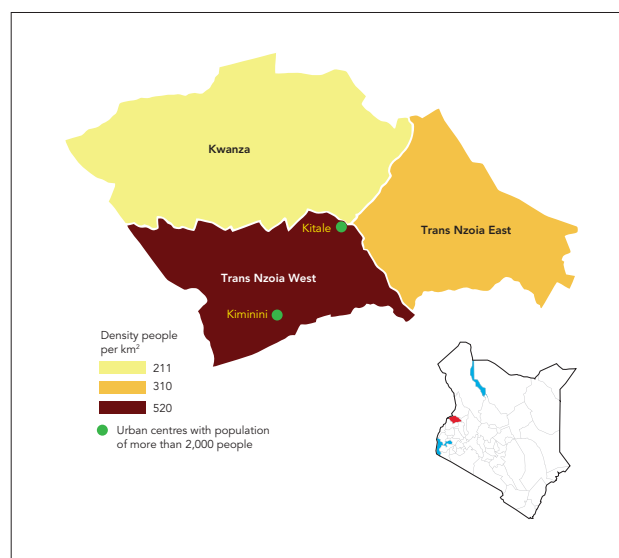 Kwanza
Kitale
Trans Nzoia East
Trans Nzoia West
Kiminini
Density people
per km²
211
310
520
Urban centres with population
of more than 2,000 people